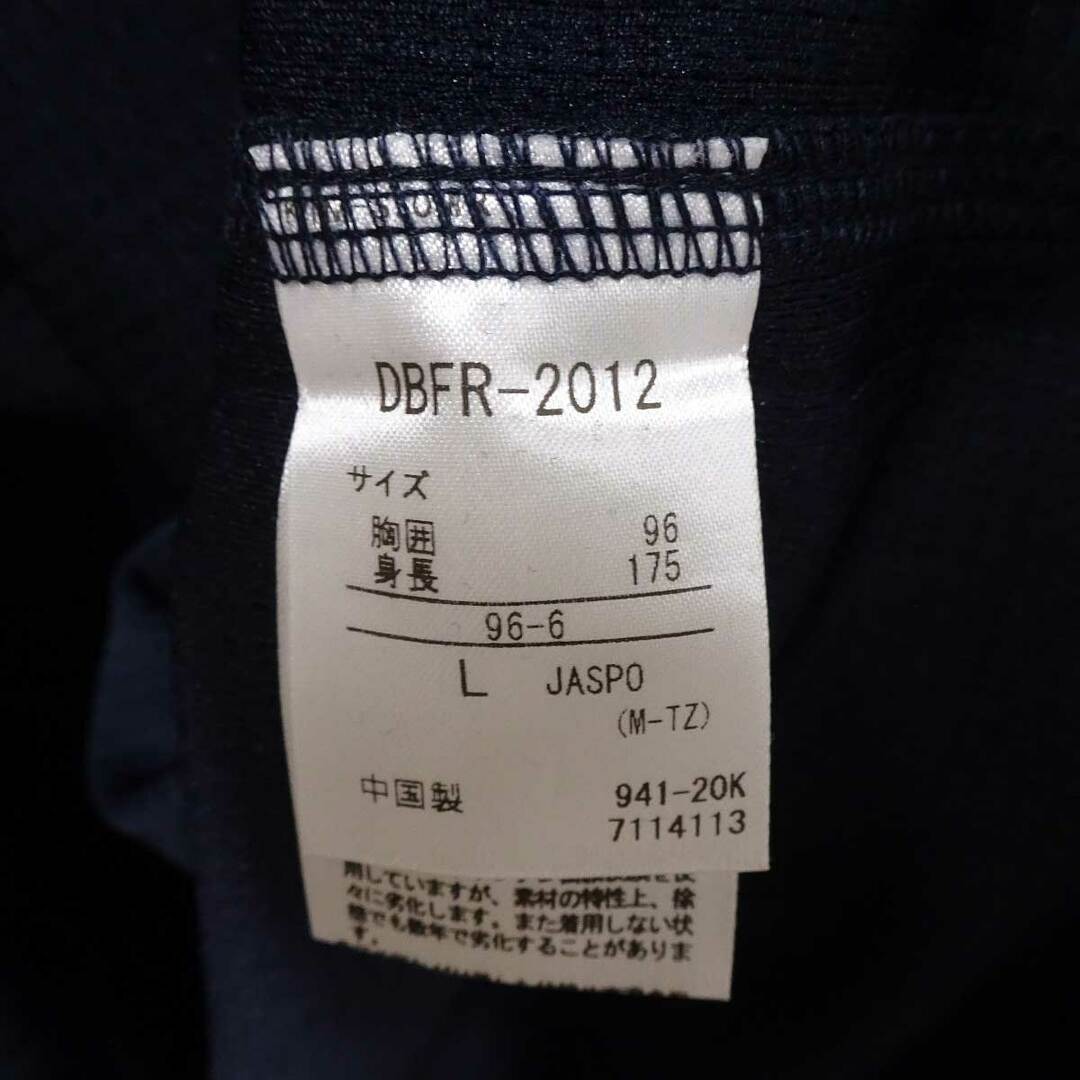 DBFR-2012
サイズ
胸囲 96
身長 175
96-6
L JASPO
(M-TZ)
中国製 941-20K
7114113
用していますが、素材の特性上、徐
々に劣化します。また着用しない状
態でも数年で劣化することがありま
す。